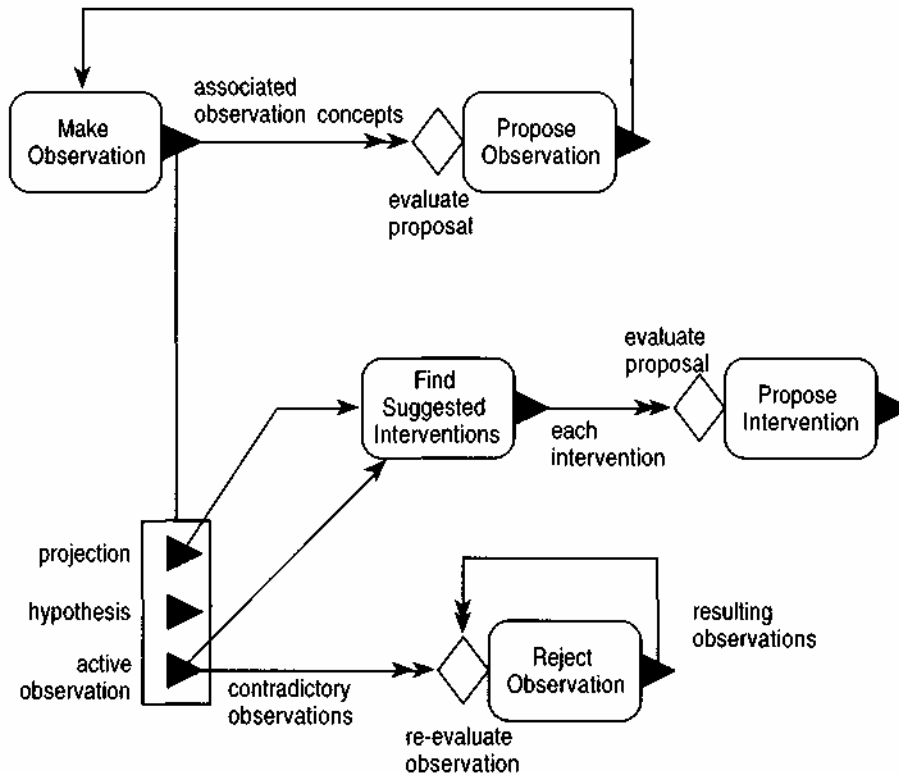 associated
observation concepts
Make
Observation
Propose
Observation
evaluate
proposal
evaluate
proposal
Find
Suggested
Interventions
Propose
Intervention
each
intervention
projection
hypothesis
active
observation
contradictory
observations
Reject
Observation
resulting
observations
re-evaluate
observation